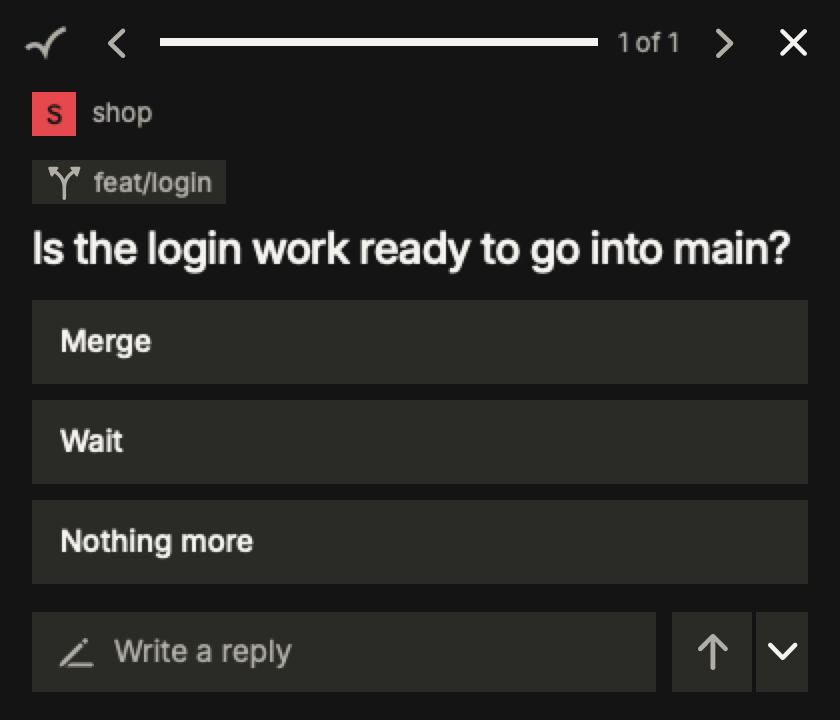 1 of 1
S shop
feat/login
Is the login work ready to go into main?
Merge
Wait
Nothing more
Write a reply